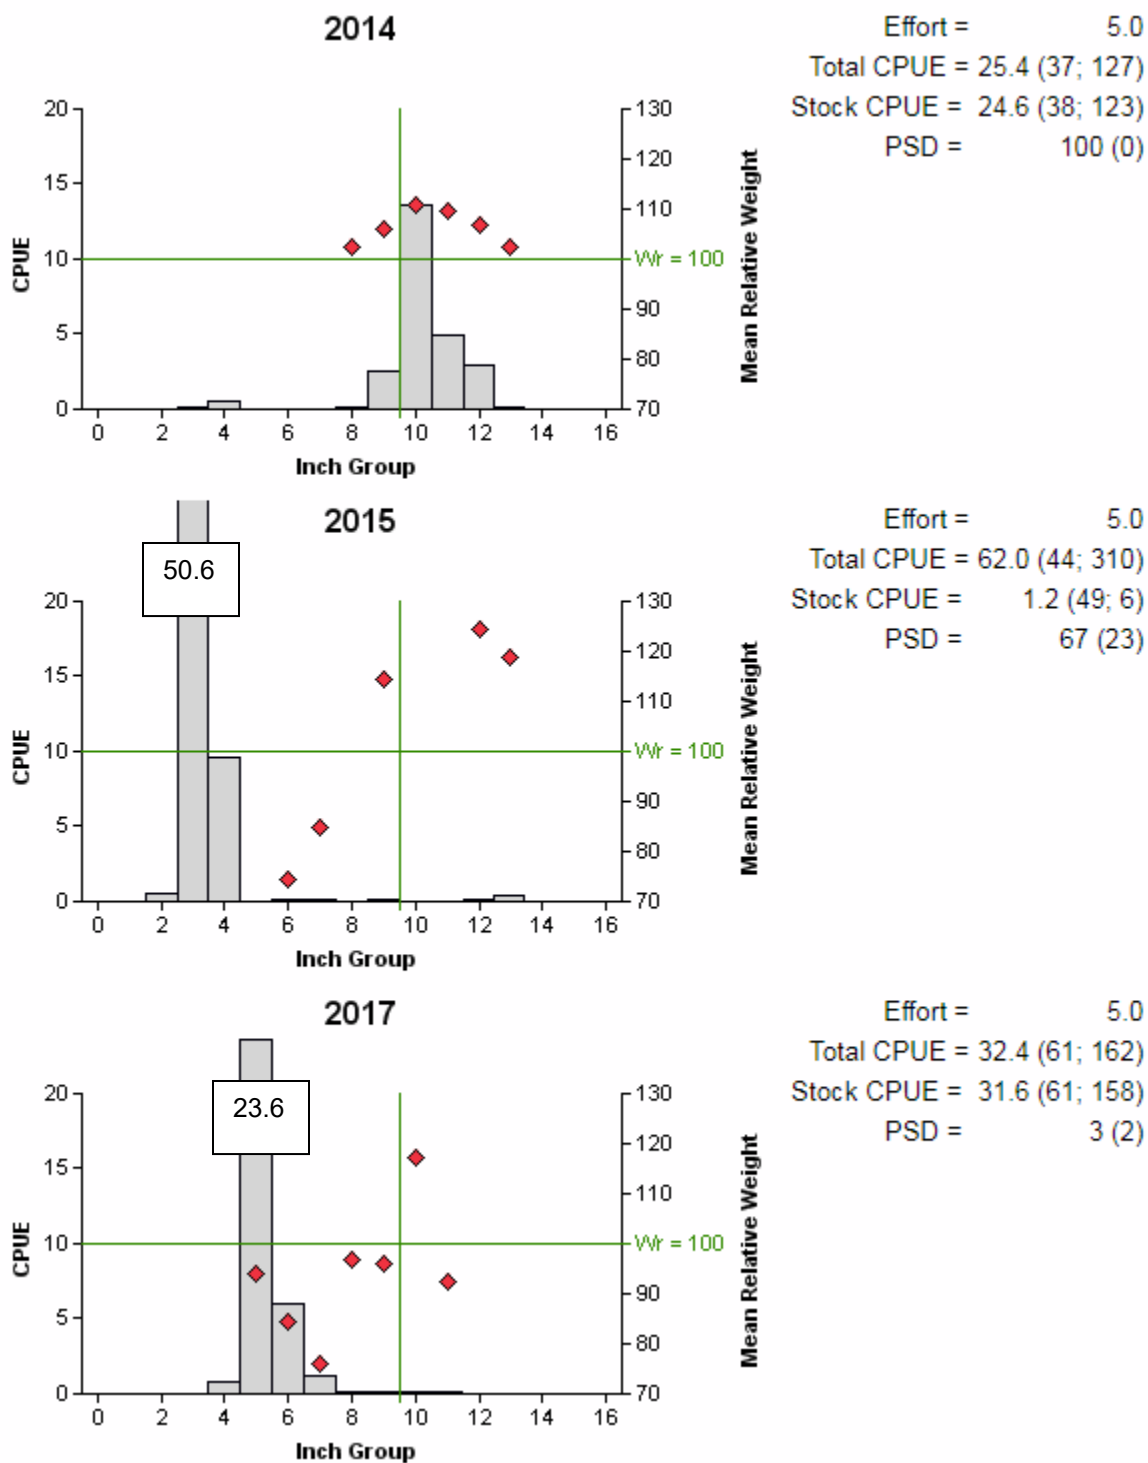 2014
Effort = 5.0
Total CPUE = 25.4 (37; 127)
Stock CPUE = 24.6 (38; 123)
PSD = 100 (0)
20
15
10
5
0
CPUE
130
120
110
Wr = 100
90
80
70
Mean Relative Weight
0 2 4 6 8 10 12 14 16
Inch Group
2015
Effort = 5.0
Total CPUE = 62.0 (44; 310)
Stock CPUE = 1.2 (49; 6)
PSD = 67 (23)
50.6
20
15
10
5
0
CPUE
130
120
110
Wr = 100
90
80
70
Mean Relative Weight
0 2 4 6 8 10 12 14 16
Inch Group
2017
Effort = 5.0
Total CPUE = 32.4 (61; 162)
Stock CPUE = 31.6 (61; 158)
PSD = 3 (2)
23.6
20
15
10
5
0
CPUE
130
120
110
Wr = 100
90
80
70
Mean Relative Weight
0 2 4 6 8 10 12 14 16
Inch Group